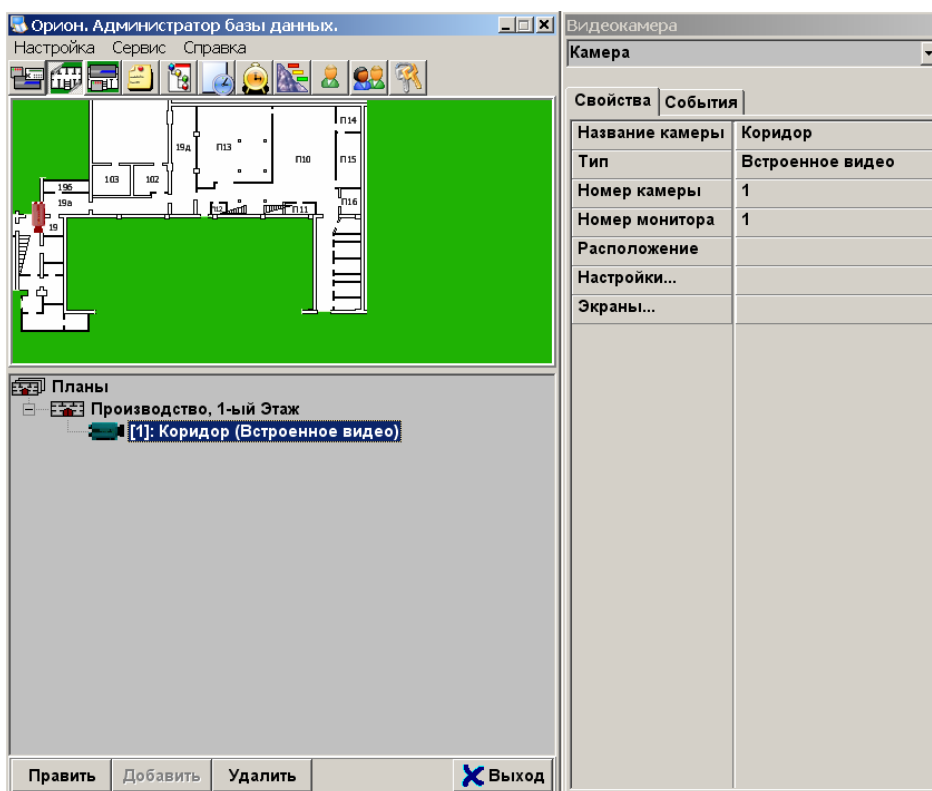 Орион. Администратор базы данных.
Настройка Сервис Справка
П14
19д
П13
П10
П15
103
102
19б
19а
П16
П12
П11
19
Планы
Производство, 1-ый Этаж
[1]: Коридор (Встроенное видео)
Править Добавить Удалить Выход
Видеокамера
Камера
Свойства События
Название камеры Коридор
Тип Встроенное видео
Номер камеры 1
Номер монитора 1
Расположение
Настройки...
Экраны...